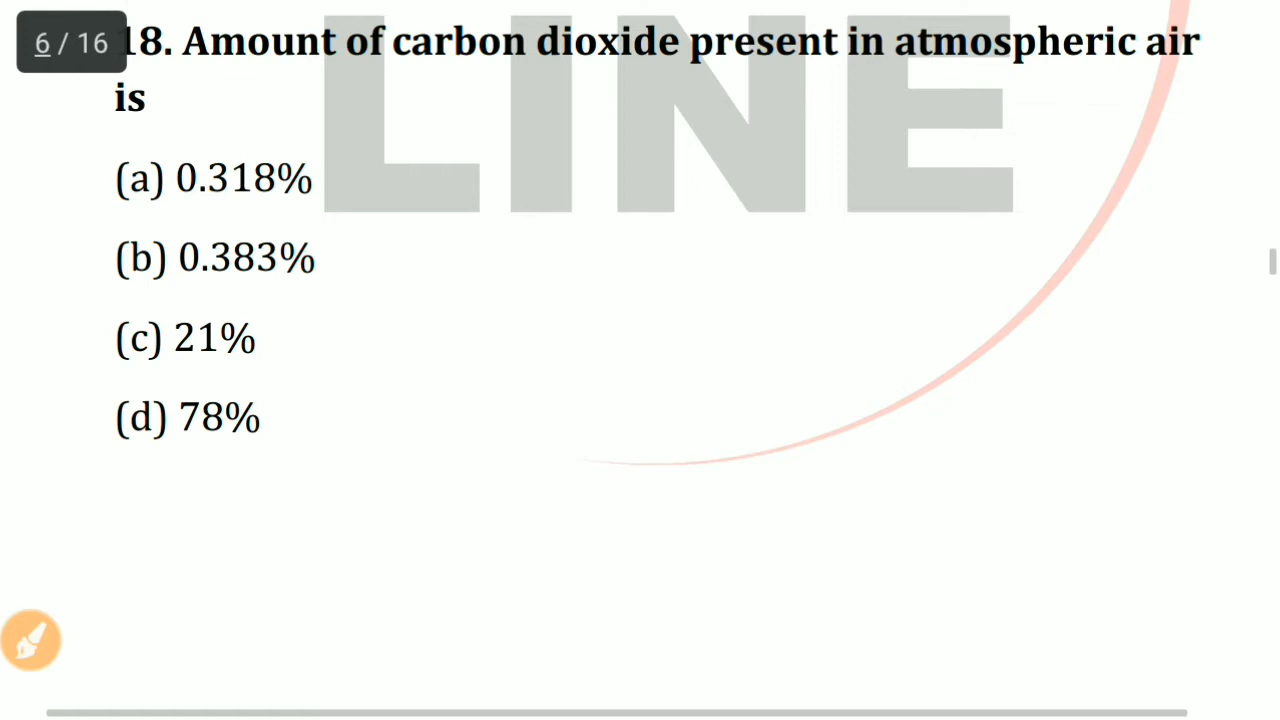 6 / 16
18. Amount of carbon dioxide present in atmospheric air
is
(a) 0.318%
(b) 0.383%
(c) 21%
(d) 78%
LINE